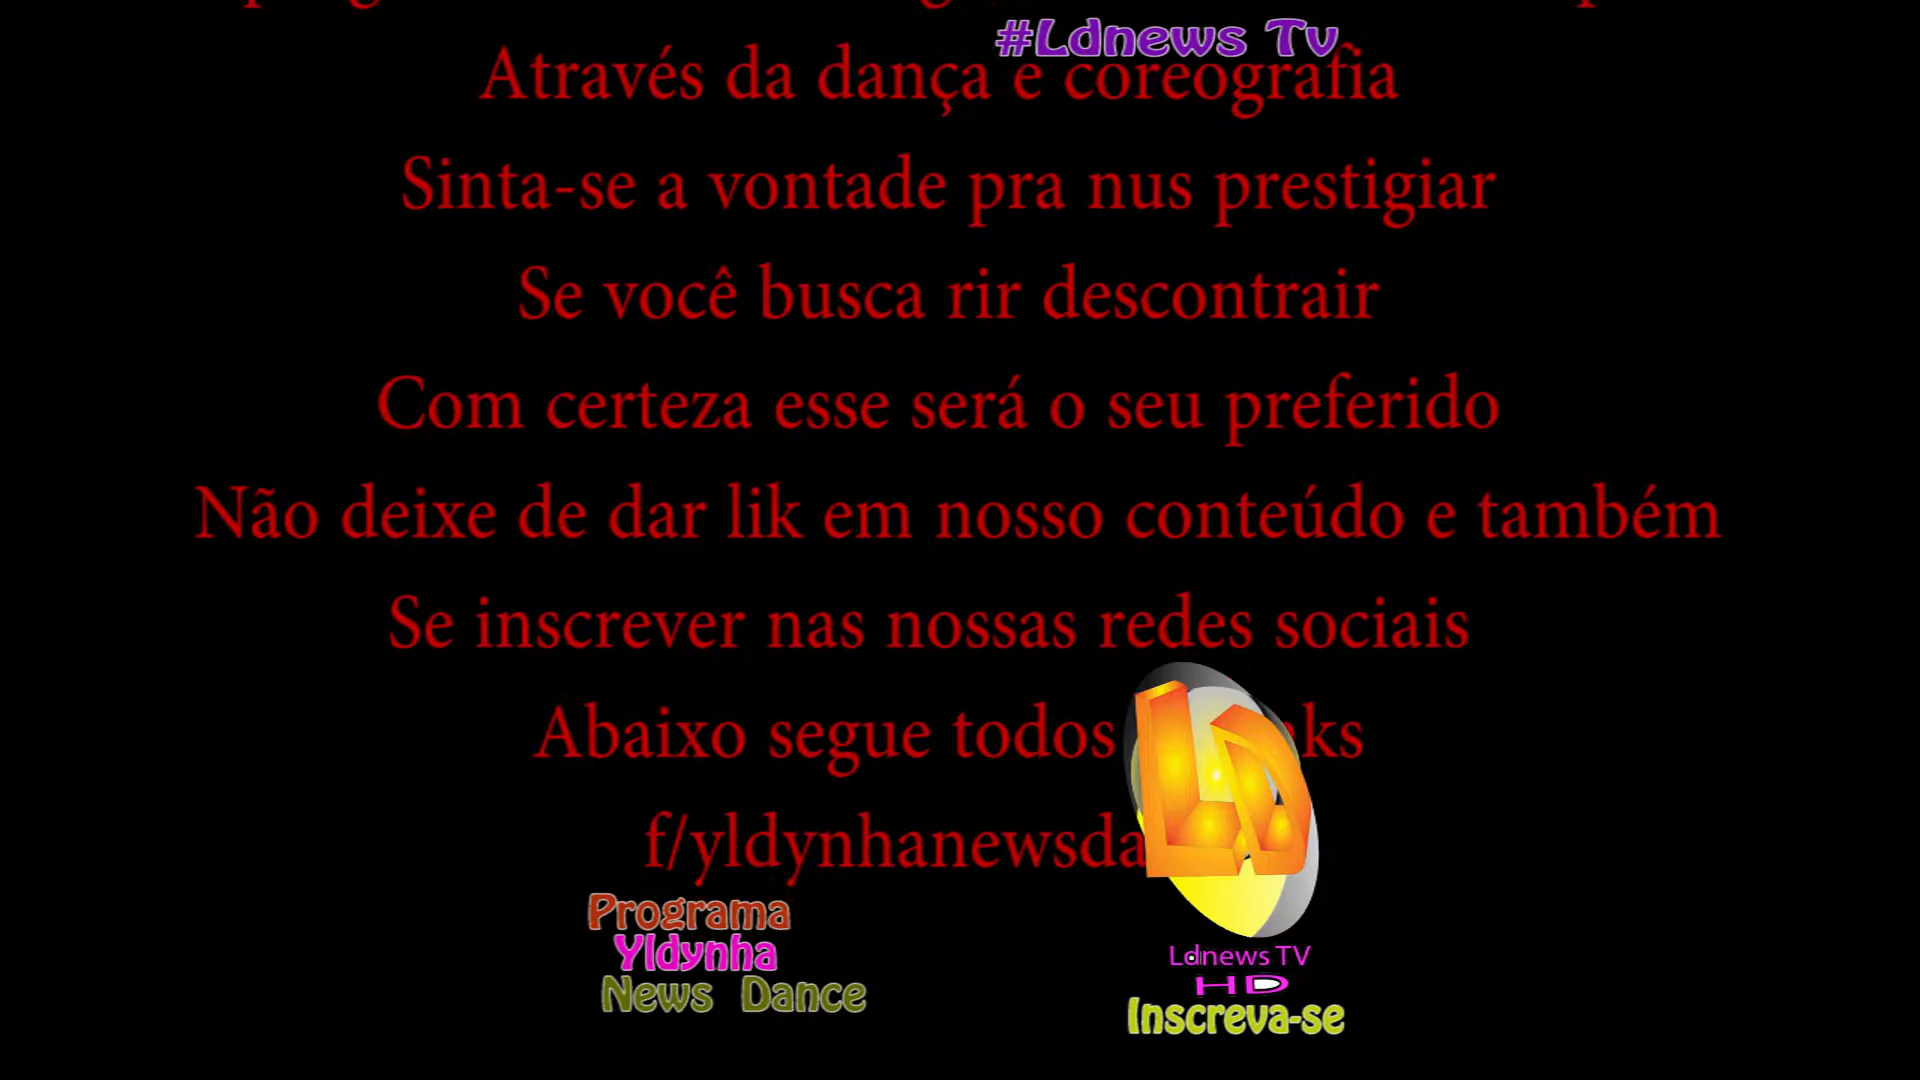 #Ldnews Tv
Através da dança e coreografia
Sinta-se a vontade pra nus prestigiar
Se você busca rir descontrair
Com certeza esse será o seu preferido
Não deixe de dar lik em nosso conteúdo e também
Se inscrever nas nossas redes sociais
Abaixo segue todos
f/yldynhanewsda
Programa
Yldynha
News Dance
LD
Ldnews TV
HD
Inscreva-se